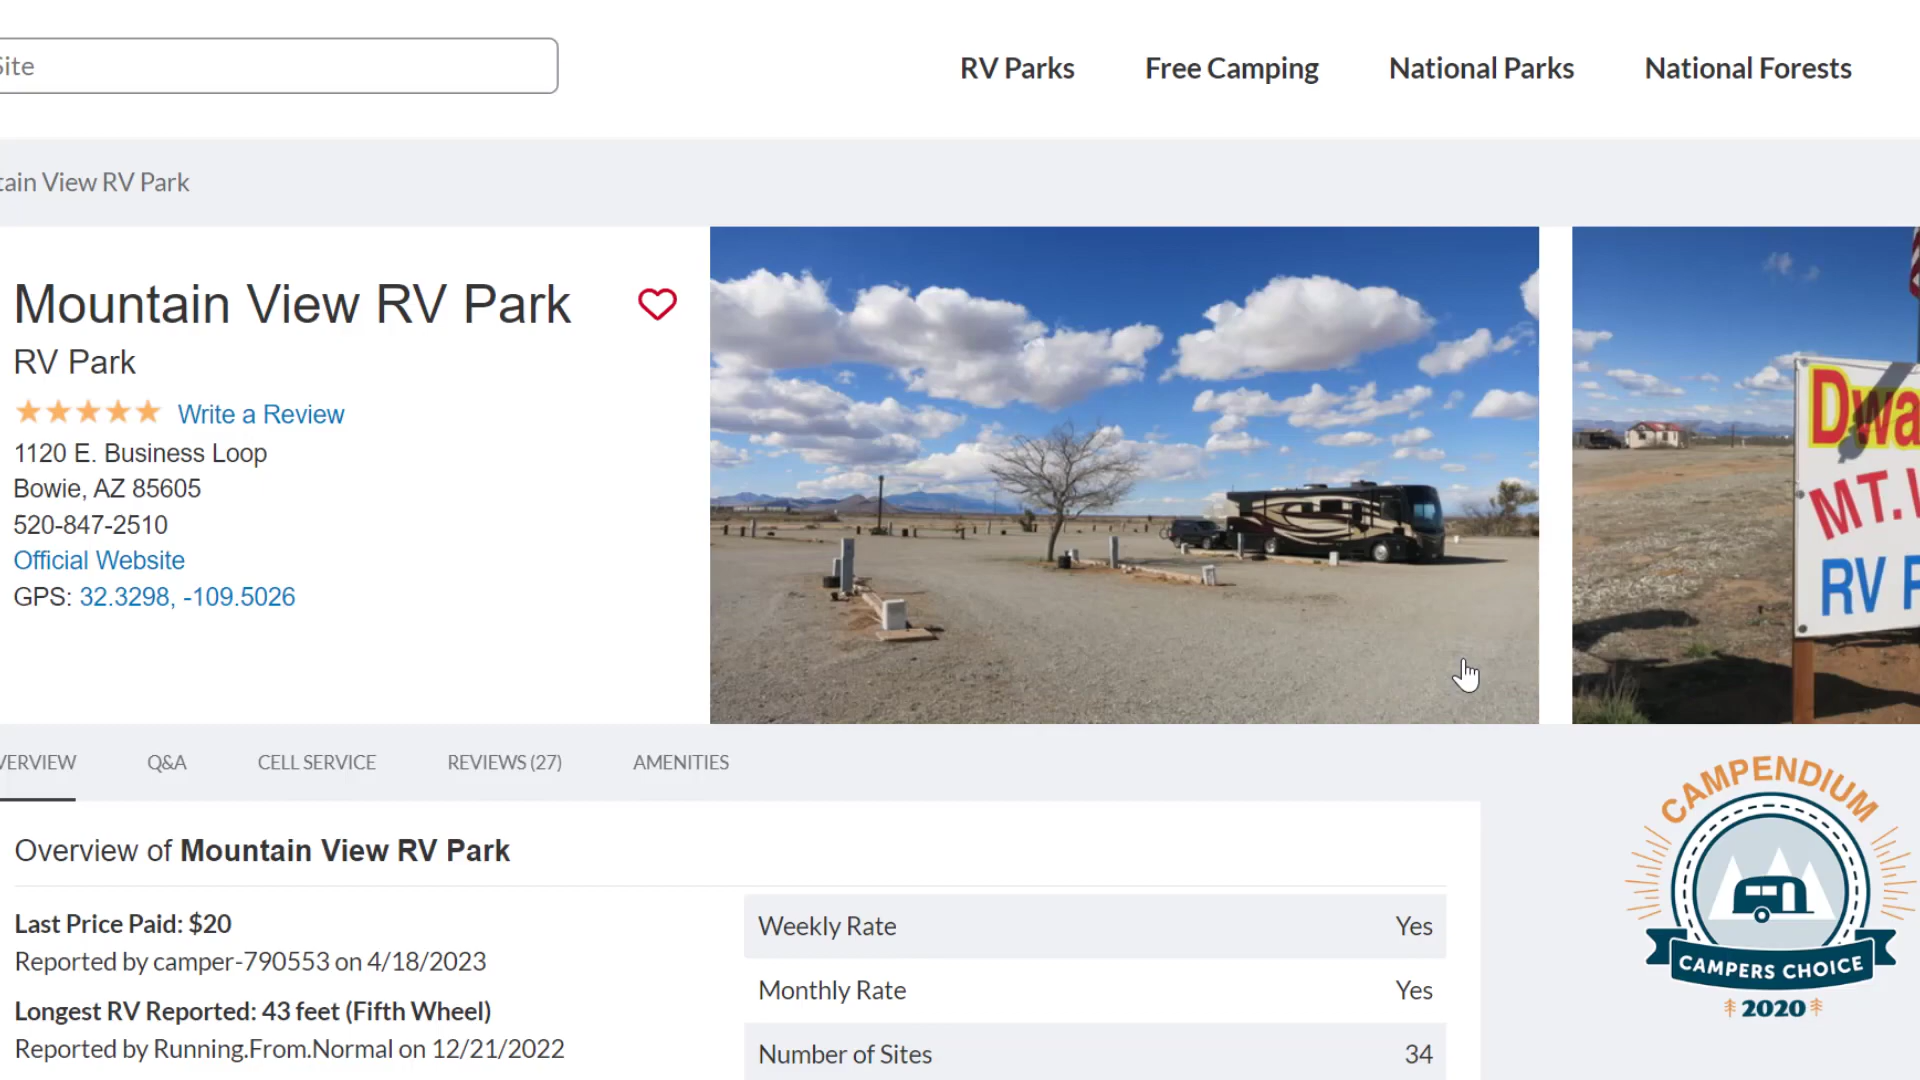 Site
RV Parks
Free Camping
National Parks
National Forests
View RV Park
Mountain View RV Park
RV Park
Write a Review
1120 E. Business Loop
Bowie, AZ 85605
520-847-2510
Official Website
GPS: 32.3298, -109.5026
MT.
RV
Q&A
CELL SERVICE
REVIEWS (27)
AMENITIES
Overview of Mountain View RV Park
Last Price Paid: $20
Reported by camper-790553 on 4/18/2023
Longest RV Reported: 43 feet (Fifth Wheel)
Reported by Running.From.Normal on 12/21/2022
Weekly Rate Yes
Monthly Rate Yes
Number of Sites 34
CAMPENDIUM
CAMPERS CHOICE
2020